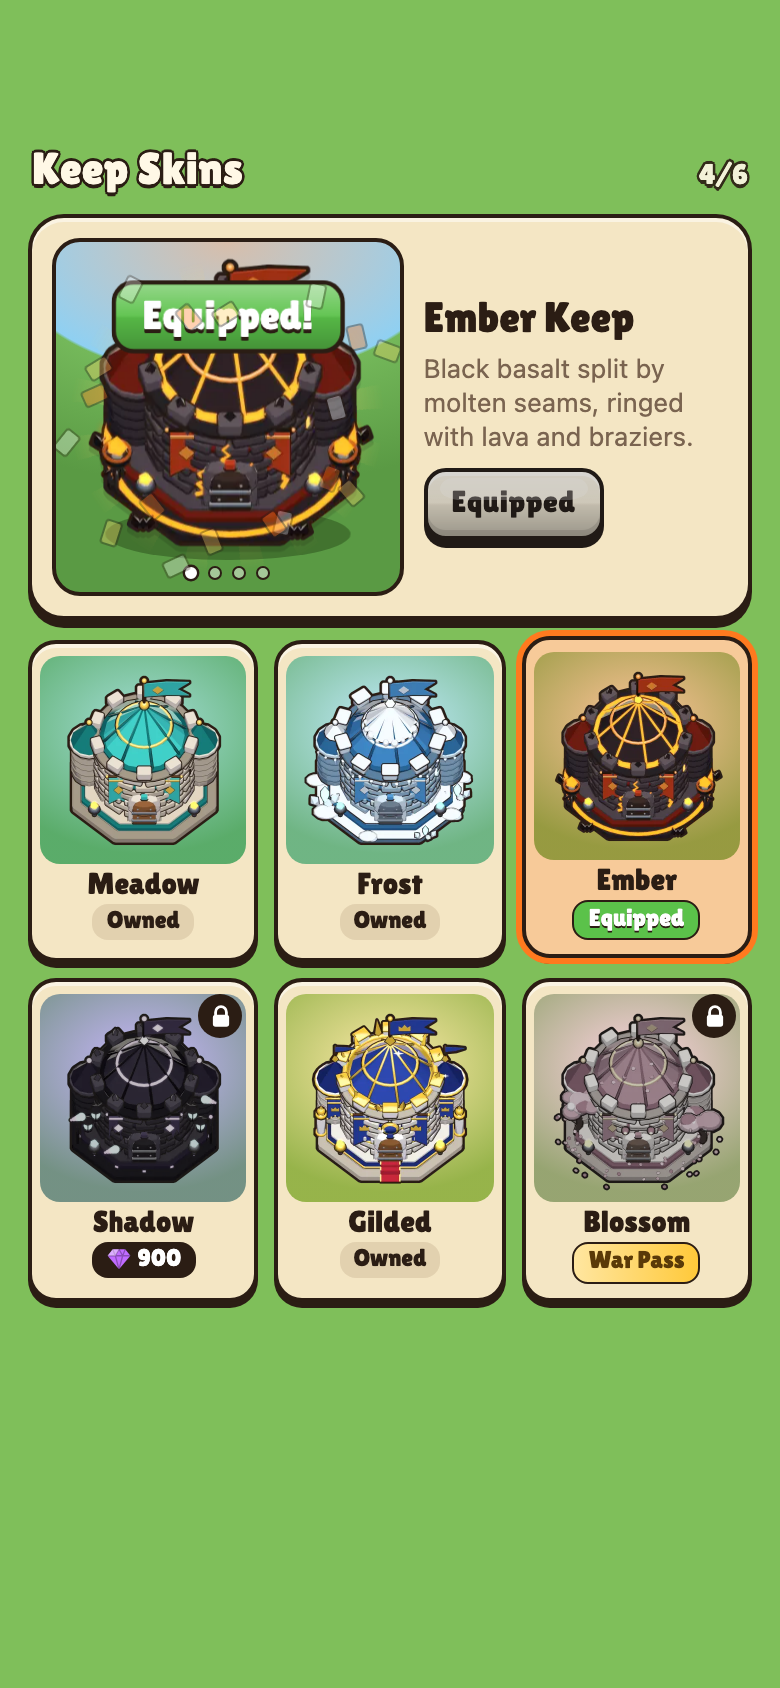 Keep Skins
4/6
Equipped!
Ember Keep
Black basalt split by
molten seams, ringed
with lava and braziers.
Equipped
Meadow
Owned
Frost
Owned
Ember
Equipped
Shadow
900
Gilded
Owned
Blossom
War Pass